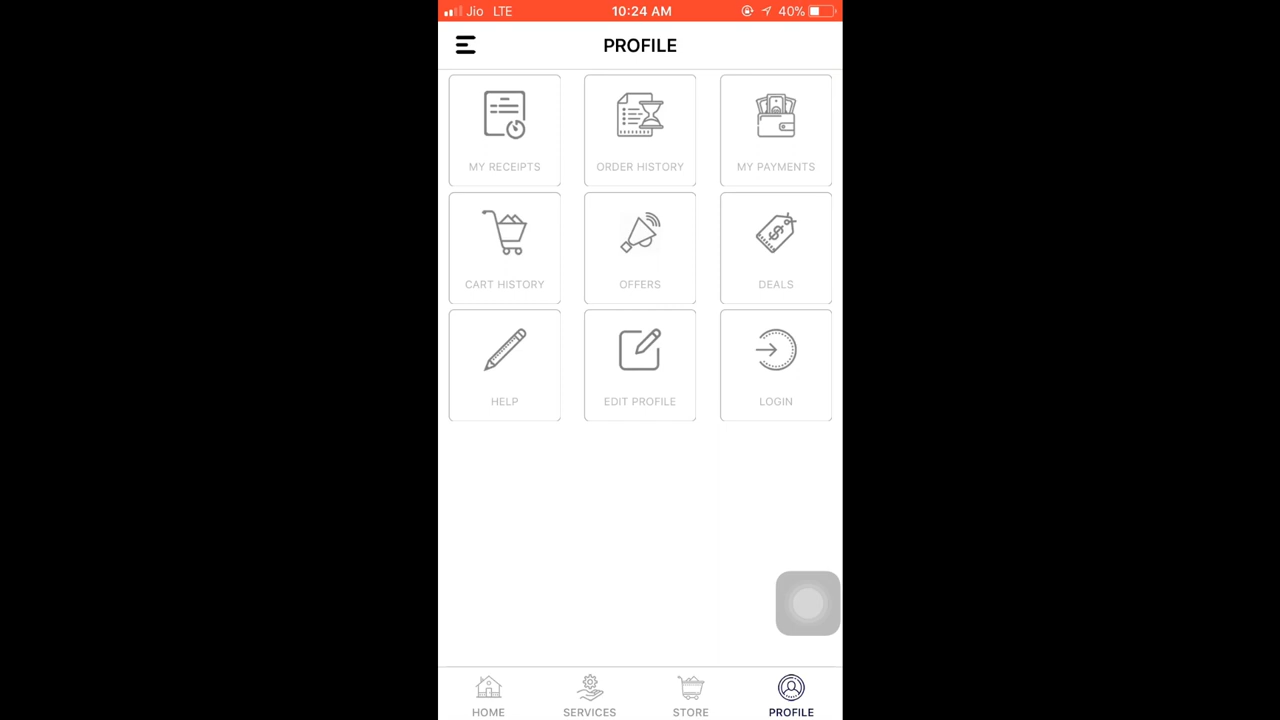 Jio LTE 10:24 AM 40%
PROFILE
MY RECEIPTS ORDER HISTORY MY PAYMENTS
CART HISTORY OFFERS DEALS
HELP EDIT PROFILE LOGIN
HOME SERVICES STORE PROFILE